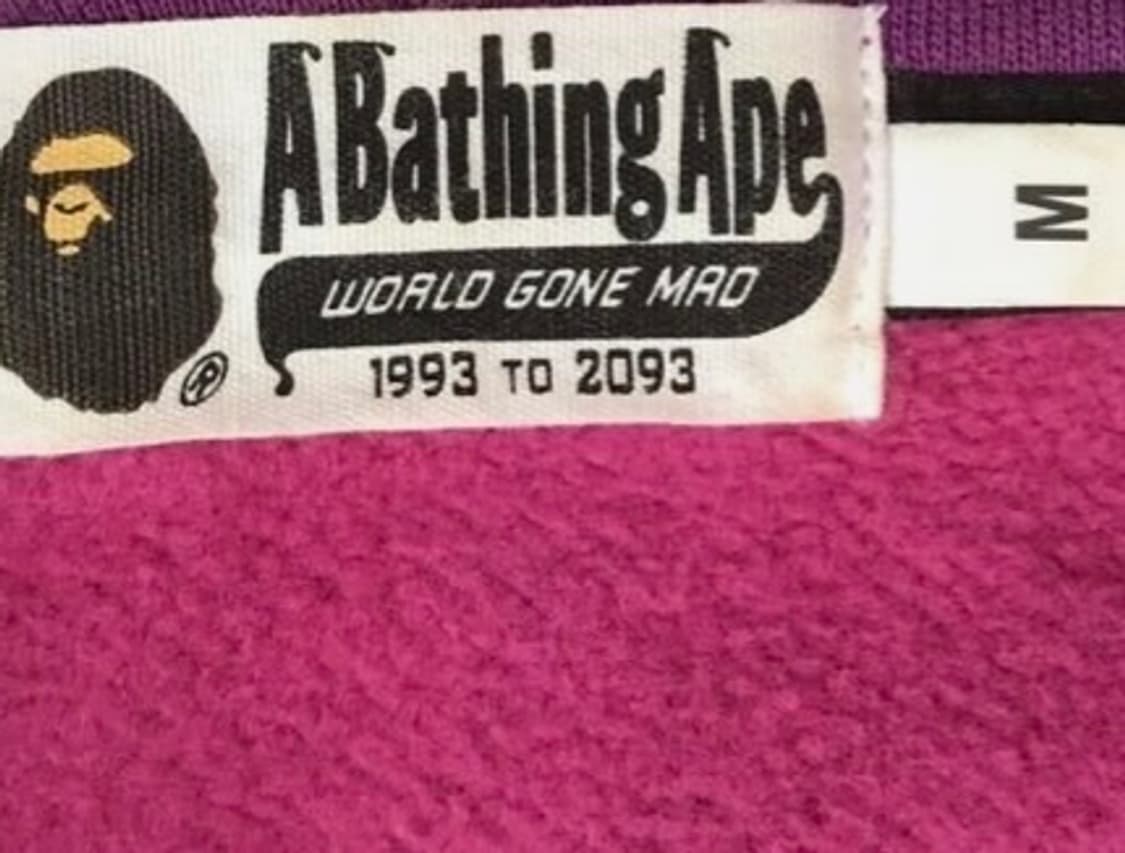 A Bathing Ape
WORLD GONE MAD
1993 TO 2093
®
M